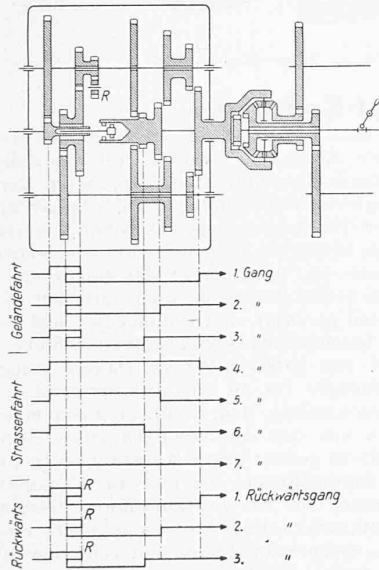 R
Geländefahrt
1. Gang
2. "
3. "
Strassenfahrt
4. "
5. "
6. "
7. "
Rückwärts
R
1. Rückwärtsgang
R
2. "
R
3. "